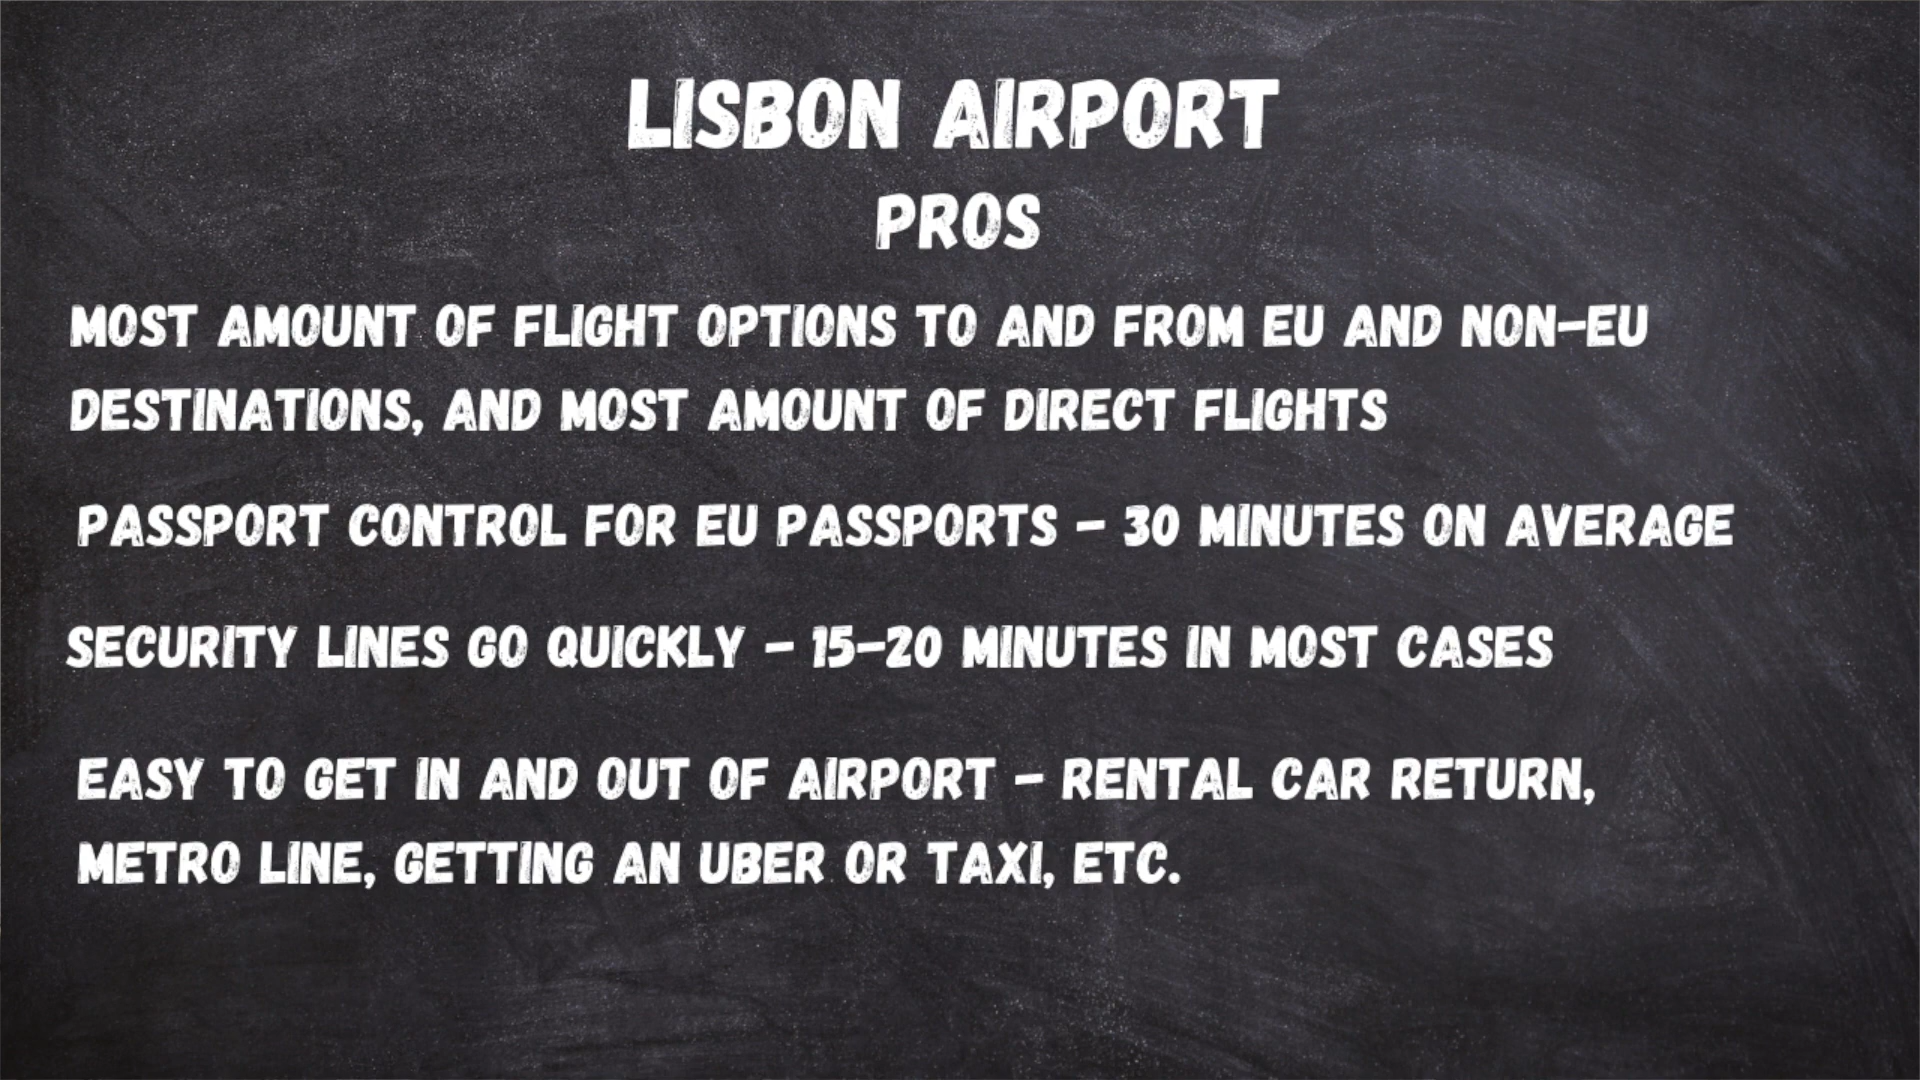 LISBON AIRPORT
PROS
MOST AMOUNT OF FLIGHT OPTIONS TO AND FROM EU AND NON-EU
DESTINATIONS, AND MOST AMOUNT OF DIRECT FLIGHTS
PASSPORT CONTROL FOR EU PASSPORTS - 30 MINUTES ON AVERAGE
SECURITY LINES GO QUICKLY - 15-20 MINUTES IN MOST CASES
EASY TO GET IN AND OUT OF AIRPORT - RENTAL CAR RETURN,
METRO LINE, GETTING AN UBER OR TAXI, ETC.